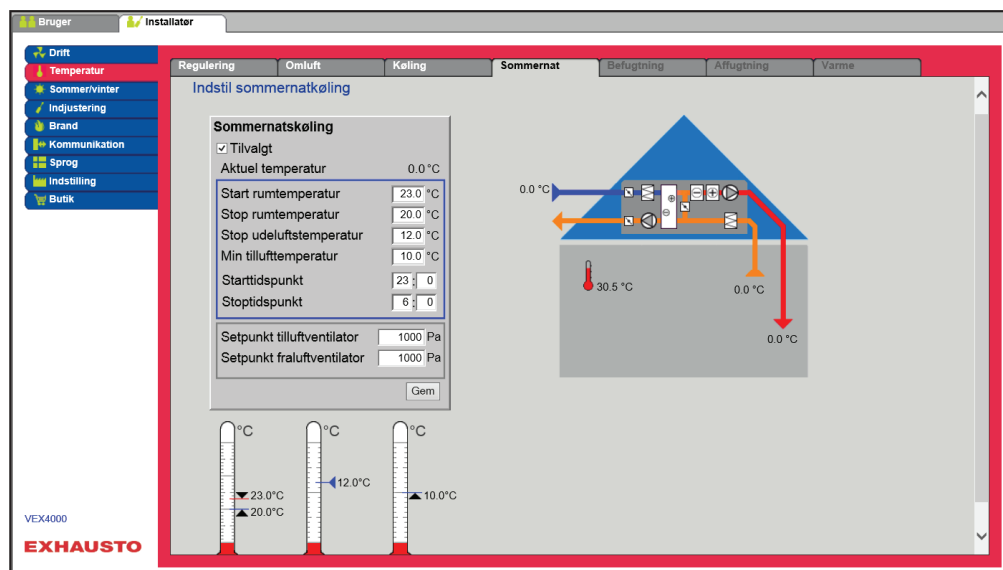 Bruger
Installatør
Drift
Temperatur
Sommer/vinter
Indjustering
Brand
Kommunikation
Sprog
Indstilling
Butik
VEX4000
EXHAUSTO
Regulering
Omluft
Køling
Sommernat
Befugtning
Affugtning
Varme
Indstil sommernatkøling
Sommernatskøling
Tilvalgt
Aktuel temperatur 0.0 °C
Start rumtemperatur 23.0 °C
Stop rumtemperatur 20.0 °C
Stop udeluftstemperatur 12.0 °C
Min tillufttemperatur 10.0 °C
Starttidspunkt 23 : 0
Stoptidspunkt 6 : 0
Setpunkt tilluftventilator 1000 Pa
Setpunkt fraluftventilator 1000 Pa
Gem
0.0 °C
30.5 °C
0.0 °C
0.0 °C
°C
°C
°C
23.0°C
20.0°C
12.0°C
10.0°C